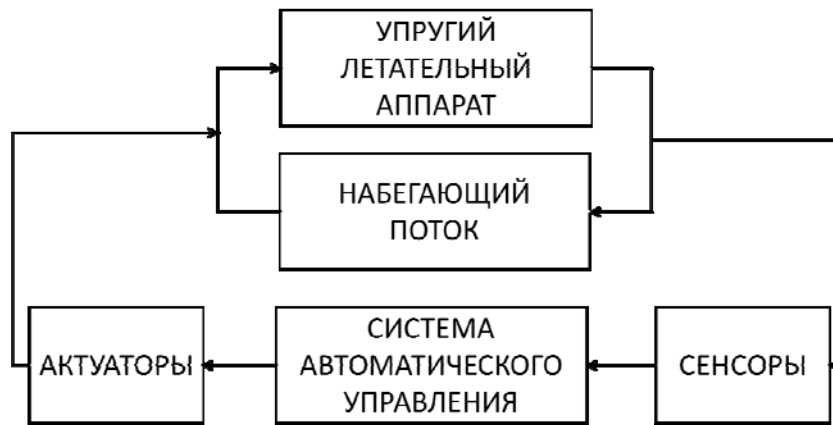 УПРУГИЙ
ЛЕТАТЕЛЬНЫЙ
АППАРАТ
НАБЕГАЮЩИЙ
ПОТОК
АКТУАТОРЫ
СИСТЕМА
АВТОМАТИЧЕСКОГО
УПРАВЛЕНИЯ
СЕНСОРЫ